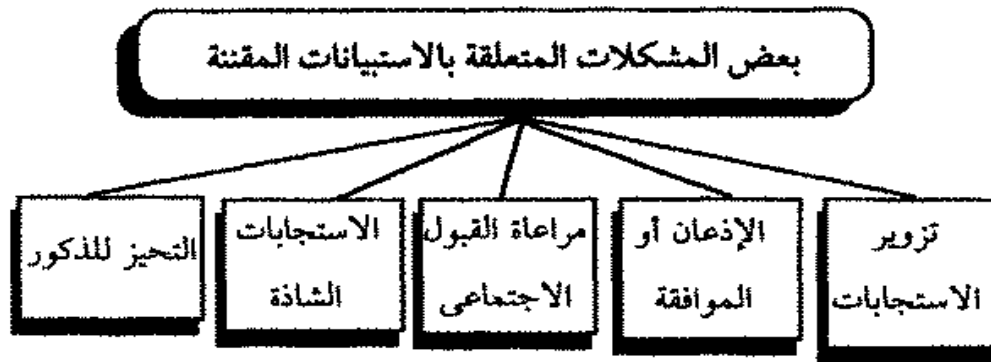 بعض المشكلات المتعلقة بالاستبيانات المقننة
تزوير
الاستجابات
الإذعان أو
الموافقة
مراعاة القبول
الاجتماعى
الاستجابات
الشاذة
التحيز للذكور